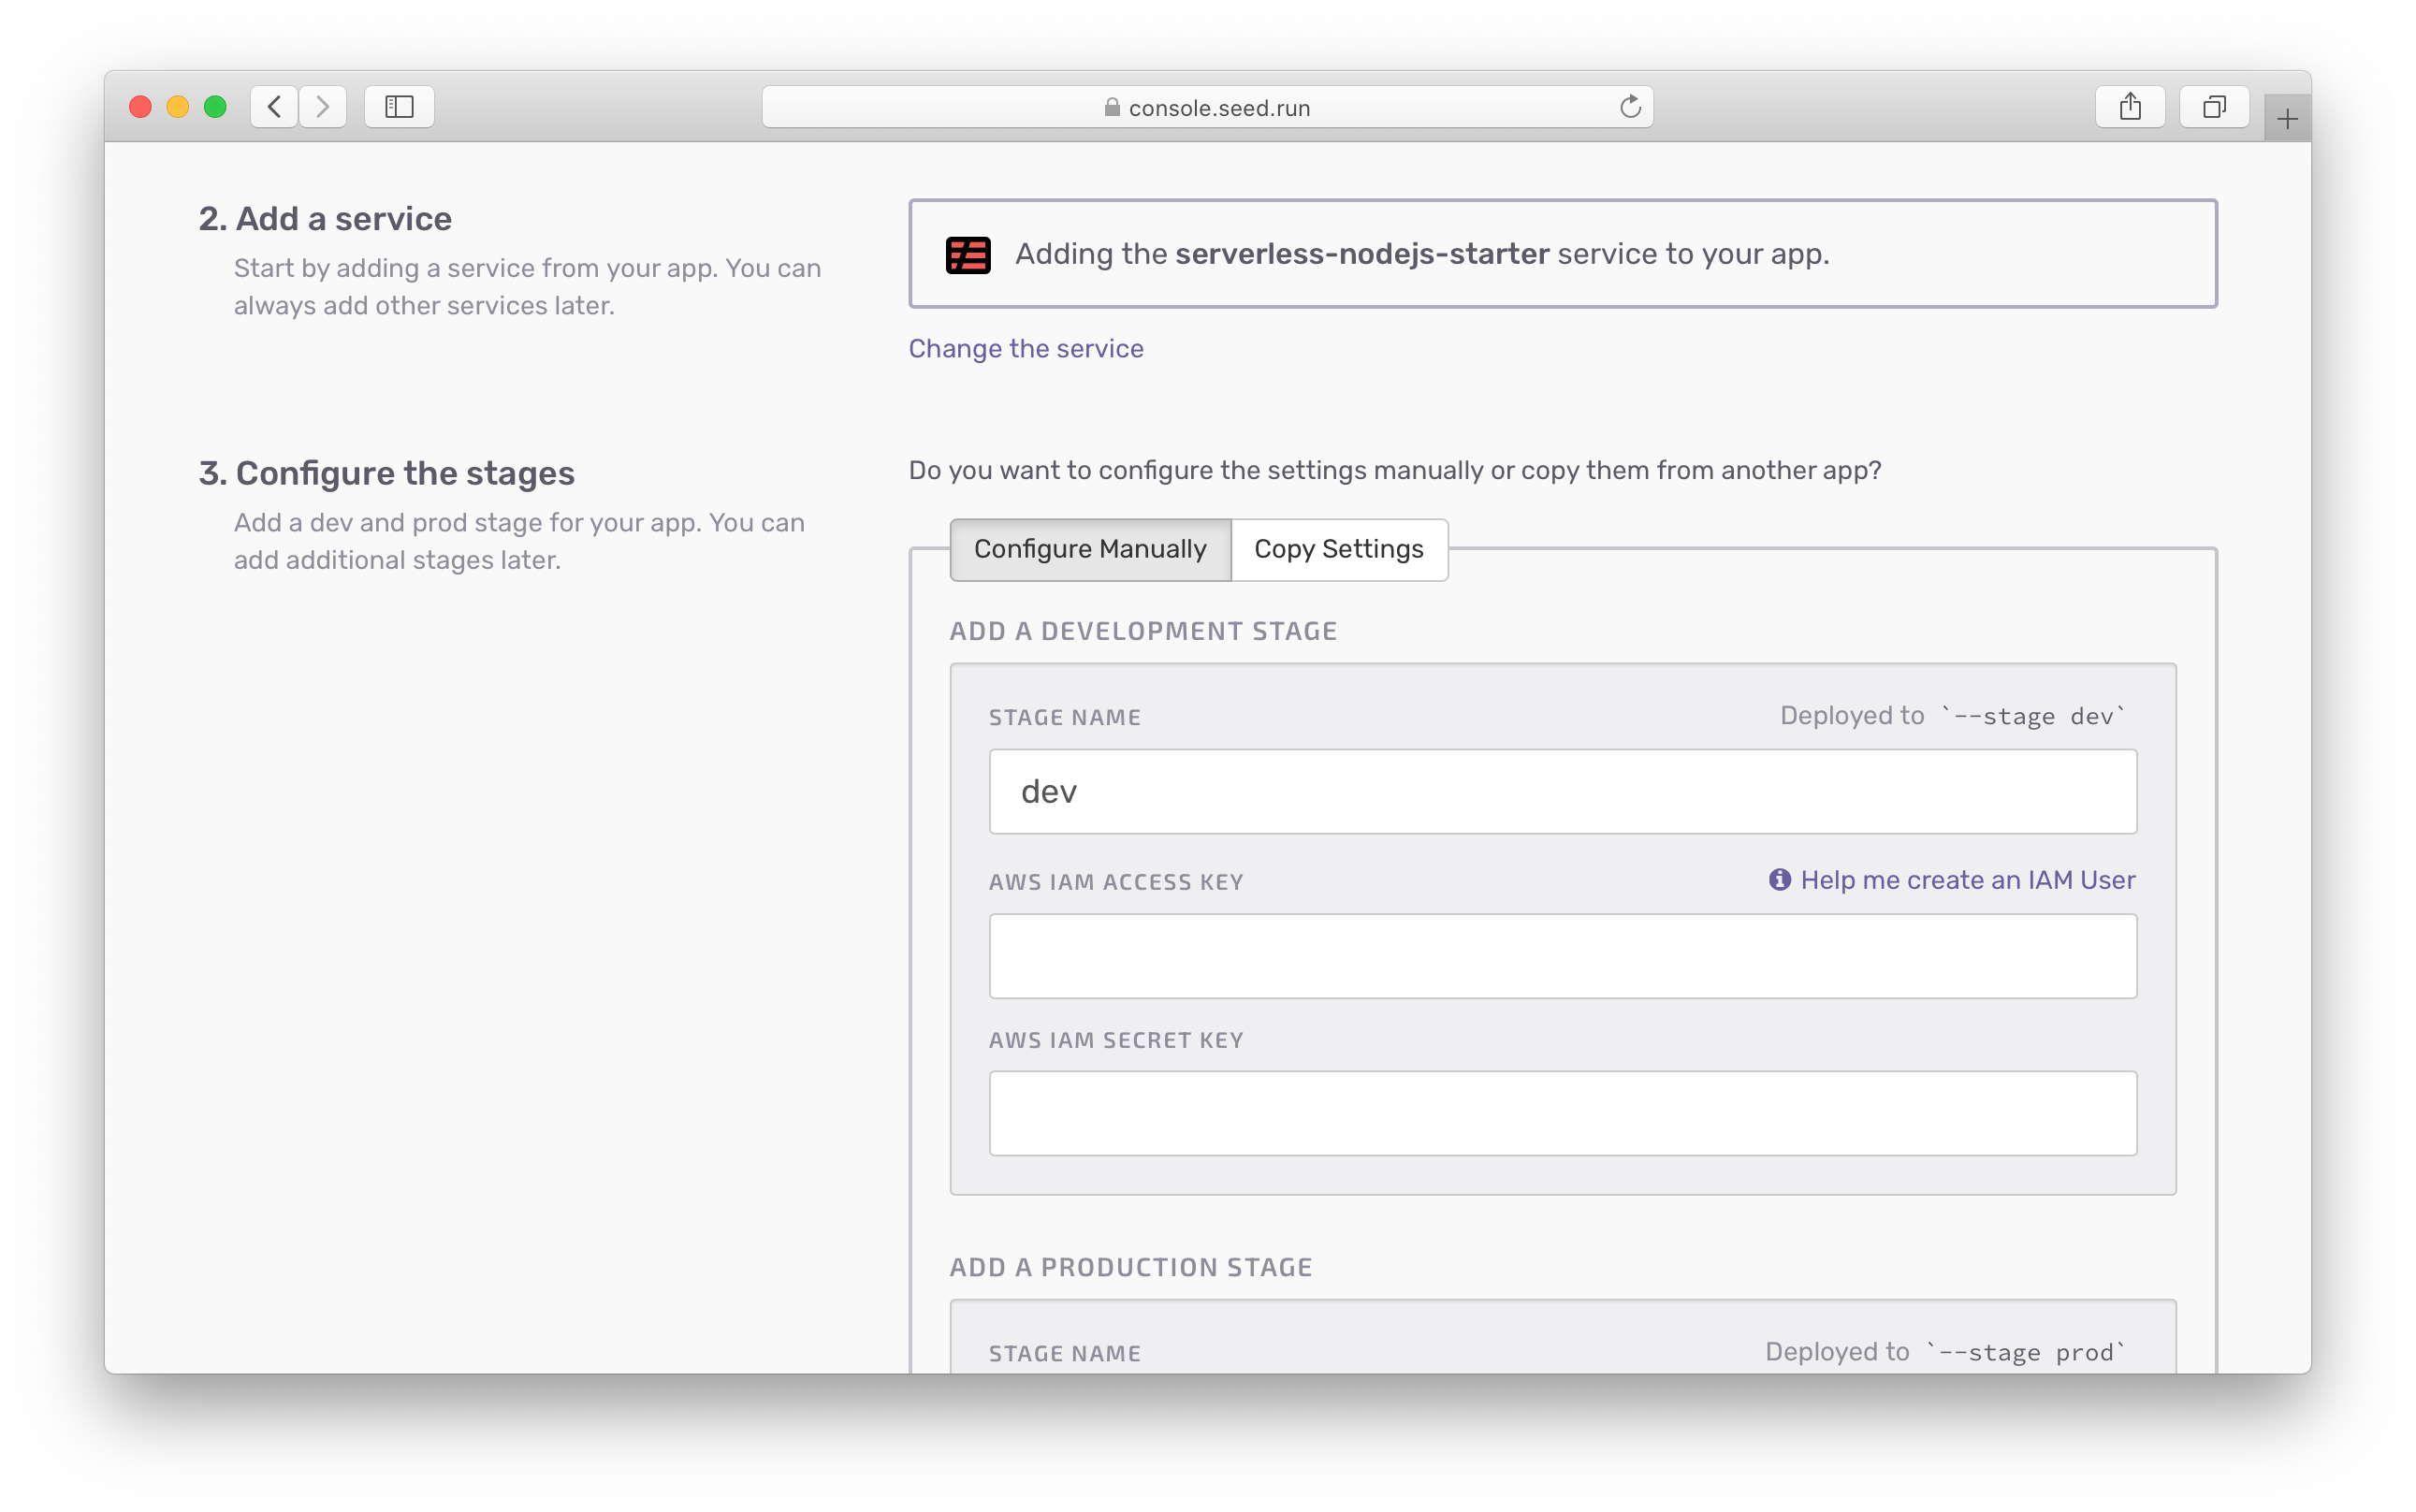 console.seed.run
2. Add a service
Start by adding a service from your app. You can
always add other services later.
Adding the serverless-nodejs-starter service to your app.
Change the service
3. Configure the stages
Add a dev and prod stage for your app. You can
add additional stages later.
Do you want to configure the settings manually or copy them from another app?
Configure Manually
Copy Settings
ADD A DEVELOPMENT STAGE
STAGE NAME
Deployed to `--stage dev`
dev
AWS IAM ACCESS KEY
Help me create an IAM User
AWS IAM SECRET KEY
ADD A PRODUCTION STAGE
STAGE NAME
Deployed to `--stage prod`